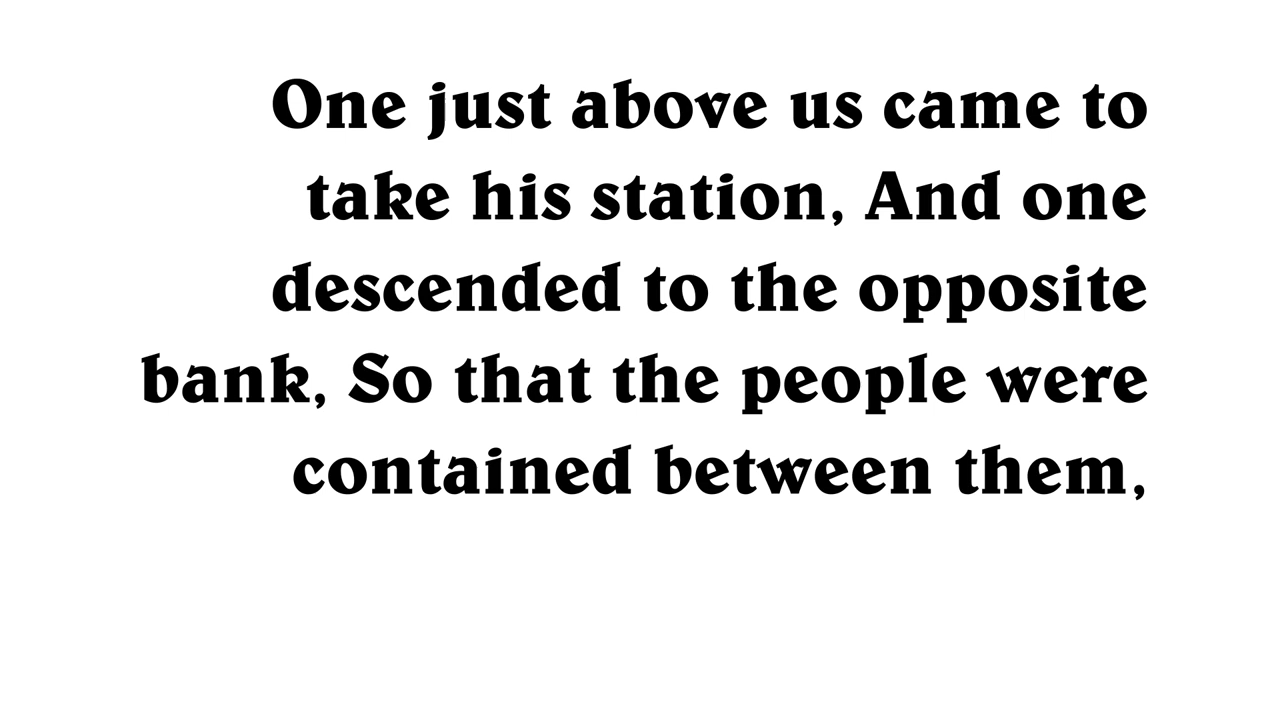 One just above us came to
take his station, And one
descended to the opposite
bank, So that the people were
contained between them,